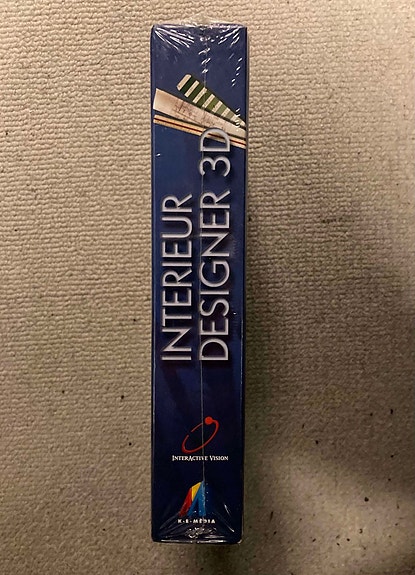 INTERIEUR
DESIGNER 3D
INTERACTIVE VISION
K·E·MEDIA